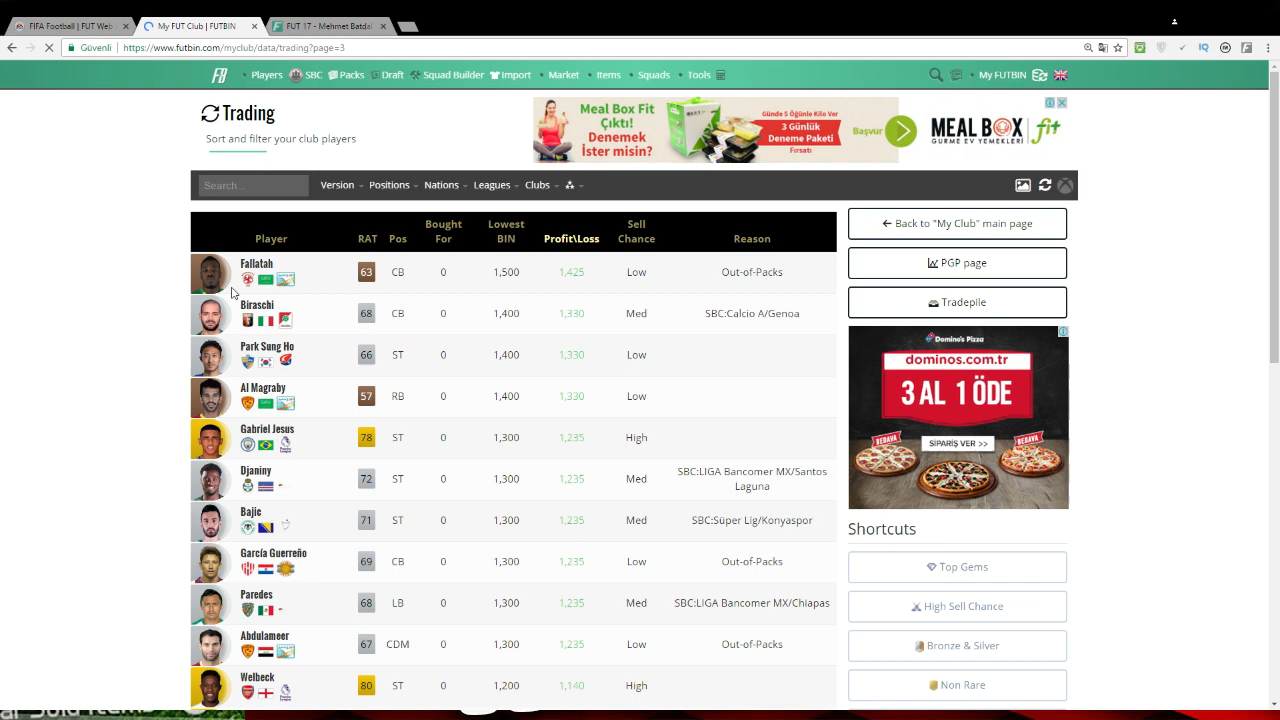 FIFA Football | FUT Web
My FUT Club | FUTBIN
FUT 17 - Mehmet Batdal
Güvenli
https://www.futbin.com/myclub/data/trading?page=3
FB
Players
SBC
Packs
Draft
Squad Builder
Import
Market
Items
Squads
Tools
My FUTBIN
Trading
Sort and filter your club players
Meal Box Fit
Çıktı!
Denemek
İster misin?
Günde 5 Öğünle Kilo Ver
3 Günlük
Deneme Paketi
Fırsatı
Başvur
MEAL BOX
GURME EV YEMEKLERİ
fit+
Search...
Version
Positions
Nations
Leagues
Clubs
Player RAT Pos Bought For Lowest BIN Profit\Loss Sell Chance Reason
Fallatah 63 CB 0 1,500 1,425 Low Out-of-Packs
Biraschi 68 CB 0 1,400 1,330 Med SBC:Calcio A/Genoa
Park Sung Ho 66 ST 0 1,400 1,330 Low
Al Magraby 57 RB 0 1,400 1,330 Low
Gabriel Jesus 78 ST 0 1,300 1,235 High
Djaniny 72 ST 0 1,300 1,235 Med SBC:LIGA Bancomer MX/Santos Laguna
Bajic 71 ST 0 1,300 1,235 Med SBC:Süper Lig/Konyaspor
García Guerreño 69 CB 0 1,300 1,235 Low Out-of-Packs
Paredes 68 LB 0 1,300 1,235 Med SBC:LIGA Bancomer MX/Chiapas
Abdulameer 67 CDM 0 1,300 1,235 Low Out-of-Packs
Welbeck 80 ST 0 1,200 1,140 High
Back to "My Club" main page
PGP page
Tradepile
Domino's Pizza
dominos.com.tr
3 AL 1 ÖDE
BEDAVA
SİPARİŞ VER >>
BEDAVA
Shortcuts
Top Gems
High Sell Chance
Bronze & Silver
Non Rare